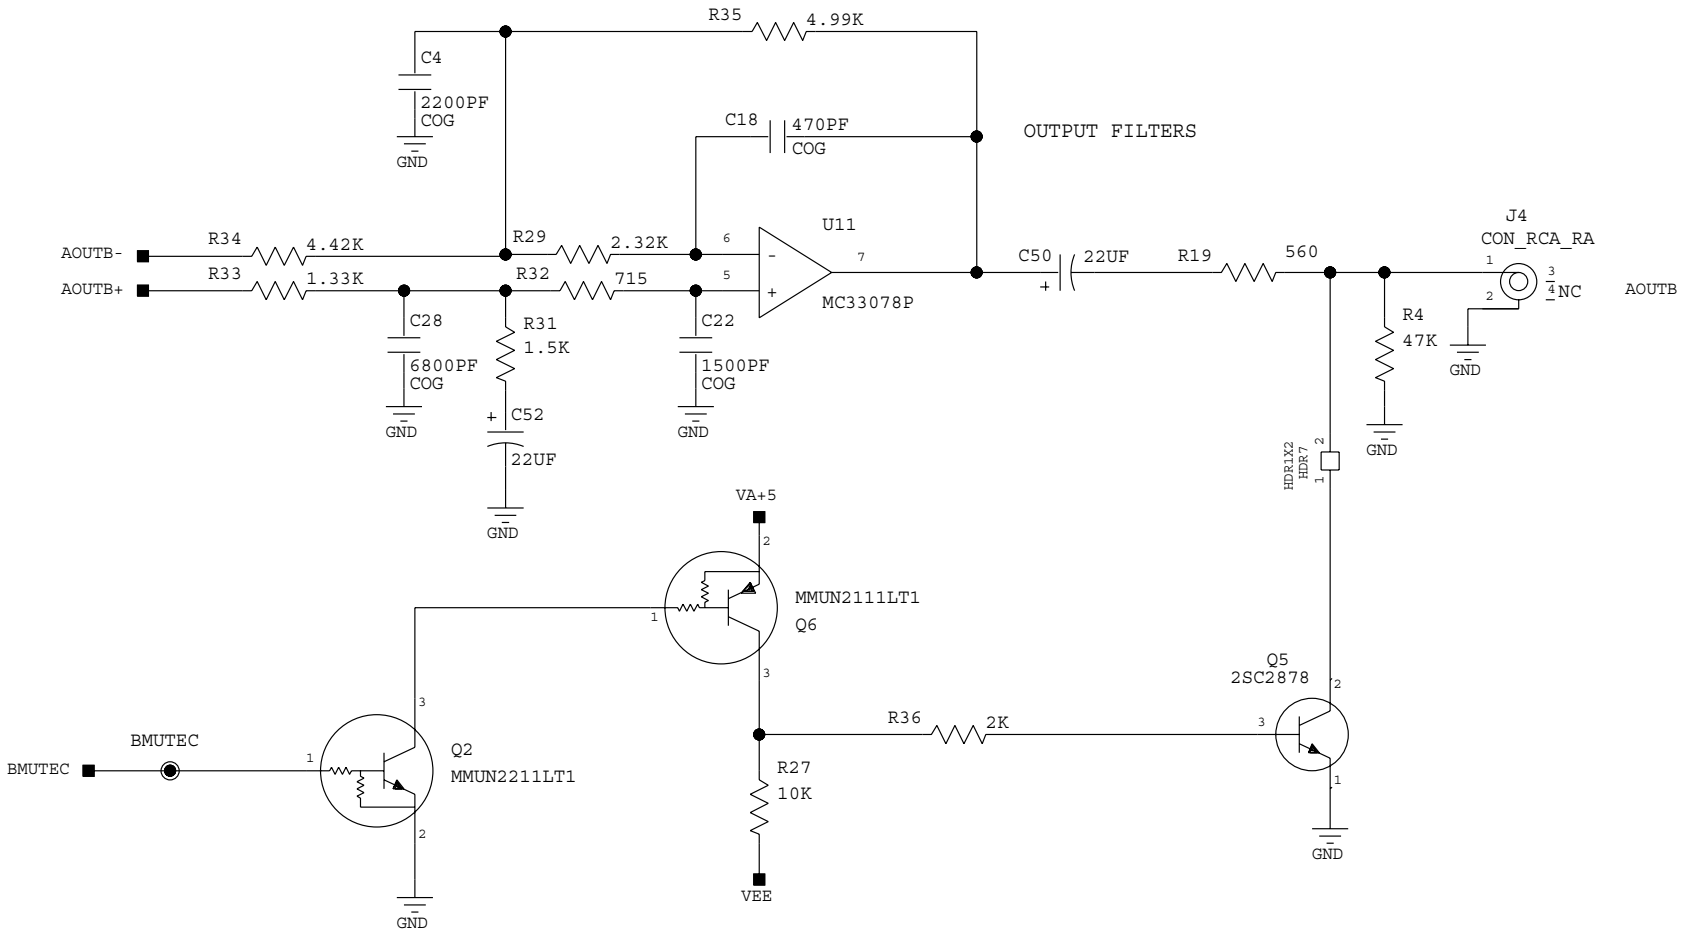 R35 4.99K
C4
2200PF
COG
GND
C18 470PF
COG
OUTPUT FILTERS
AOUTB-
R34 4.42K
R29 2.32K
6
5
-
+
U11
7
MC33078P
AOUTB+
R33 1.33K
R32 715
C28
6800PF
COG
GND
R31
1.5K
+ C52
22UF
GND
C22
1500PF
COG
GND
C50 22UF
+
R19 560
J4
CON_RCA_RA
1
2
3
4
NC
AOUTB
GND
R4
47K
GND
HDR1X2
HDR7
1 2
VA+5
2
MMUN2111LT1
Q6
1
3
R36 2K
R27
10K
VEE
Q5
2SC2878
2
3
1
GND
BMUTEC
BMUTEC
1
3
Q2
MMUN2211LT1
2
GND